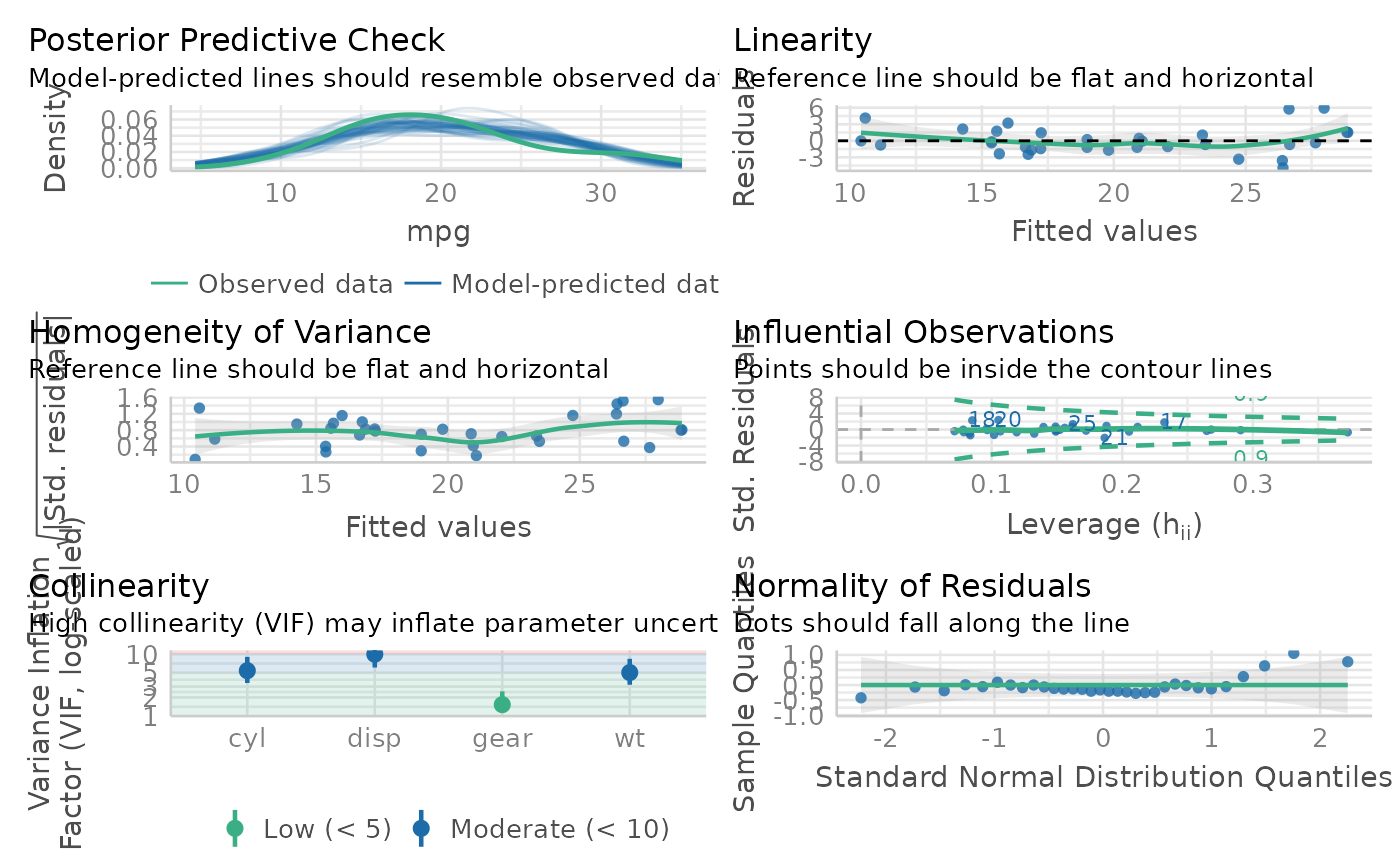 Posterior Predictive Check
Model-predicted lines should resemble observed dat
Density
0.06
0.04
0.02
0.00
10 20 30
mpg
Observed data Model-predicted dat
Linearity
Reference line should be flat and horizontal
Residuals
6
3
0
-3
10 15 20 25
Fitted values
Homogeneity of Variance
Reference line should be flat and horizontal
√|Std. residuals|
1.6
1.2
0.8
0.4
10 15 20 25
Fitted values
Influential Observations
Points should be inside the contour lines
Std. Residuals
8
4
0
-4
-8
0.9
18 20 25 17
21
0.9
0.0 0.1 0.2 0.3
Leverage (hii)
Collinearity
High collinearity (VIF) may inflate parameter uncert
Variance Inflation
Factor (VIF, log-scaled)
10
5
3
2
1
cyl disp gear wt
Low (< 5) Moderate (< 10)
Normality of Residuals
Dots should fall along the line
Sample Quantiles
1.0
0.5
0.0
-0.5
-1.0
-2 -1 0 1 2
Standard Normal Distribution Quantiles